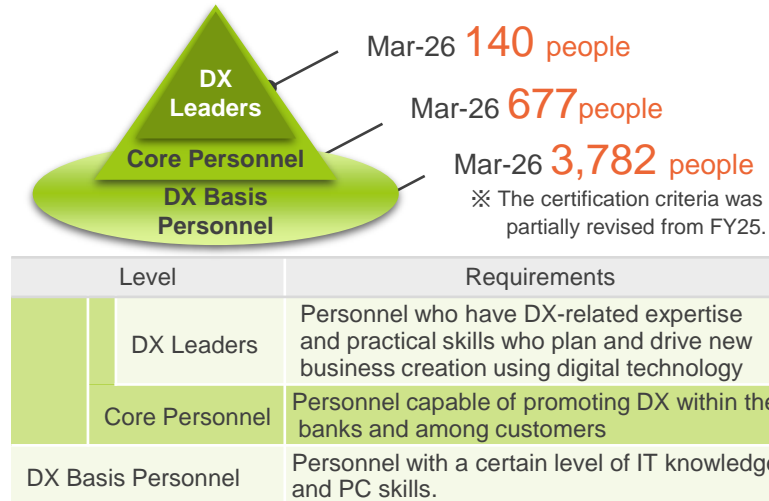 DX
Leaders
Core Personnel
DX Basis
Personnel
Mar-26 140 people
Mar-26 677people
Mar-26 3,782 people
※ The certification criteria was
partially revised from FY25.
Level Requirements
DX Leaders
Personnel who have DX-related expertise
and practical skills who plan and drive new
business creation using digital technology
Core Personnel
Personnel capable of promoting DX within the
banks and among customers
DX Basis Personnel
Personnel with a certain level of IT knowledge
and PC skills.